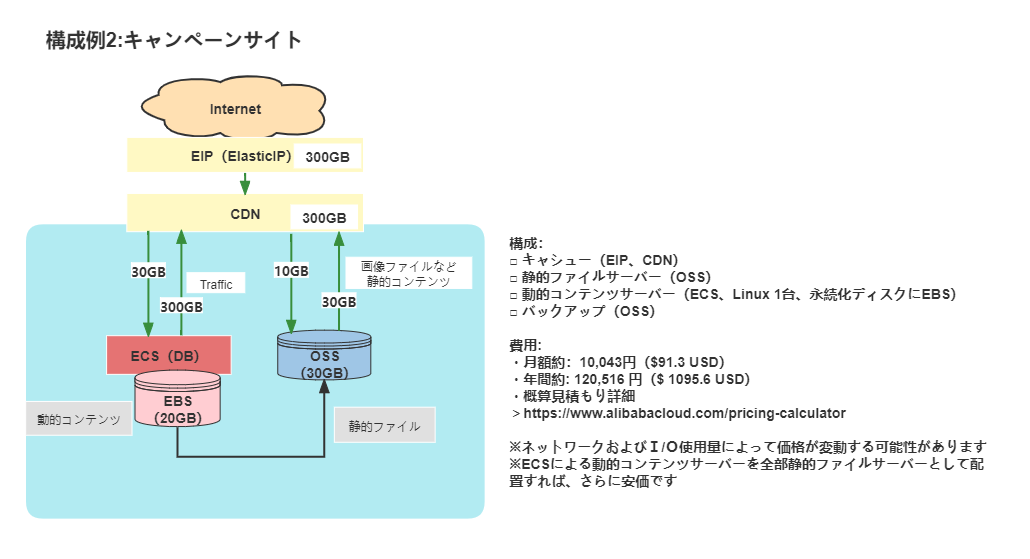 構成例2:キャンペーンサイト
Internet
EIP（ElasticIP）
300GB
CDN
300GB
30GB
Traffic
300GB
10GB
画像ファイルなど
静的コンテンツ
30GB
ECS（DB）
OSS
（30GB）
EBS
（20GB）
動的コンテンツ
静的ファイル
構成：
□ キャシュー（EIP、CDN）
□ 静的ファイルサーバー（OSS）
□ 動的コンテンツサーバー（ECS、Linux 1台、永続化ディスクにEBS）
□ バックアップ（OSS）
費用:
・月額約：10,043円（$91.3 USD）
・年間約: 120,516 円（$ 1095.6 USD）
・概算見積もり詳細
＞https://www.alibabacloud.com/pricing-calculator
※ネットワークおよびＩ/Ｏ使用量によって価格が変動する可能性があります
※ECSによる動的コンテンツサーバーを全部静的ファイルサーバーとして配
置すれば、さらに安価です